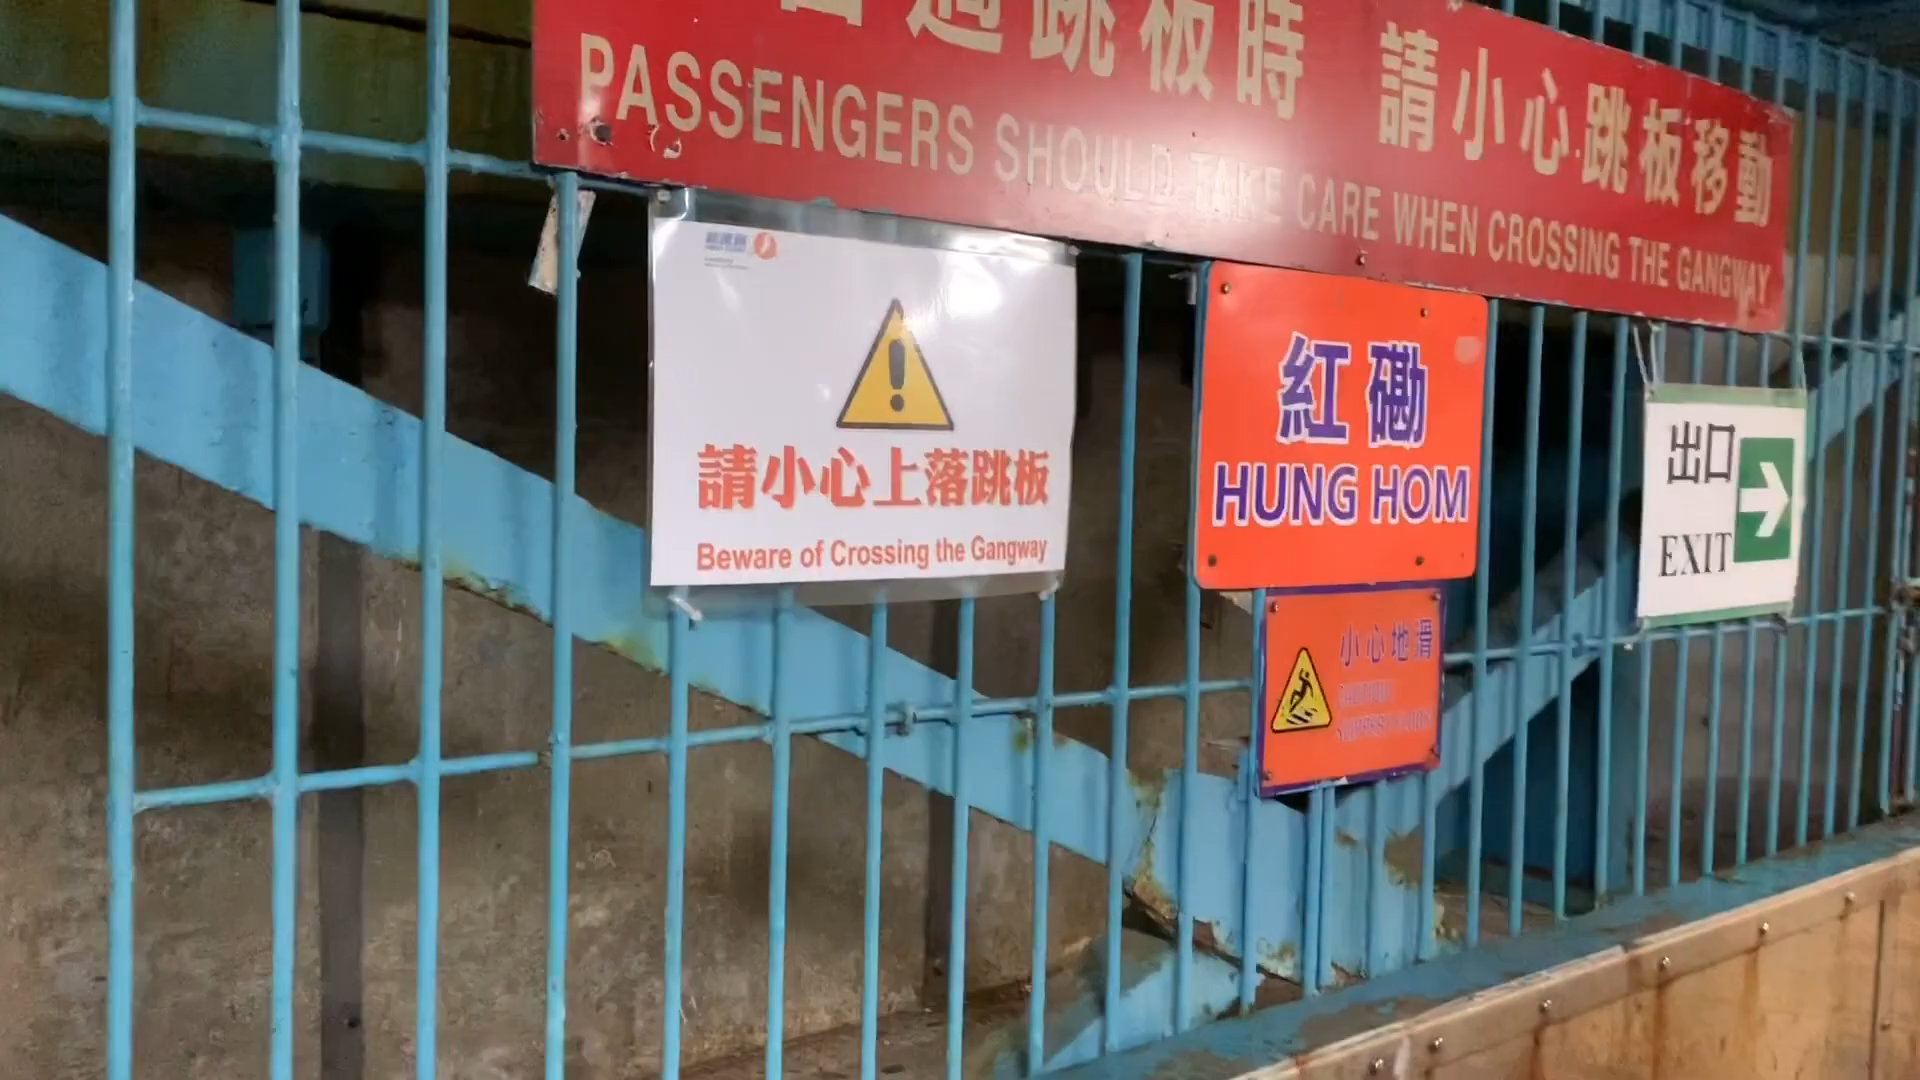 過跳板時 請小心跳板移動
PASSENGERS SHOULD TAKE CARE WHEN CROSSING THE GANGWAY
請小心上落跳板
Beware of Crossing the Gangway
紅磡
HUNG HOM
小心地滑
出口
EXIT